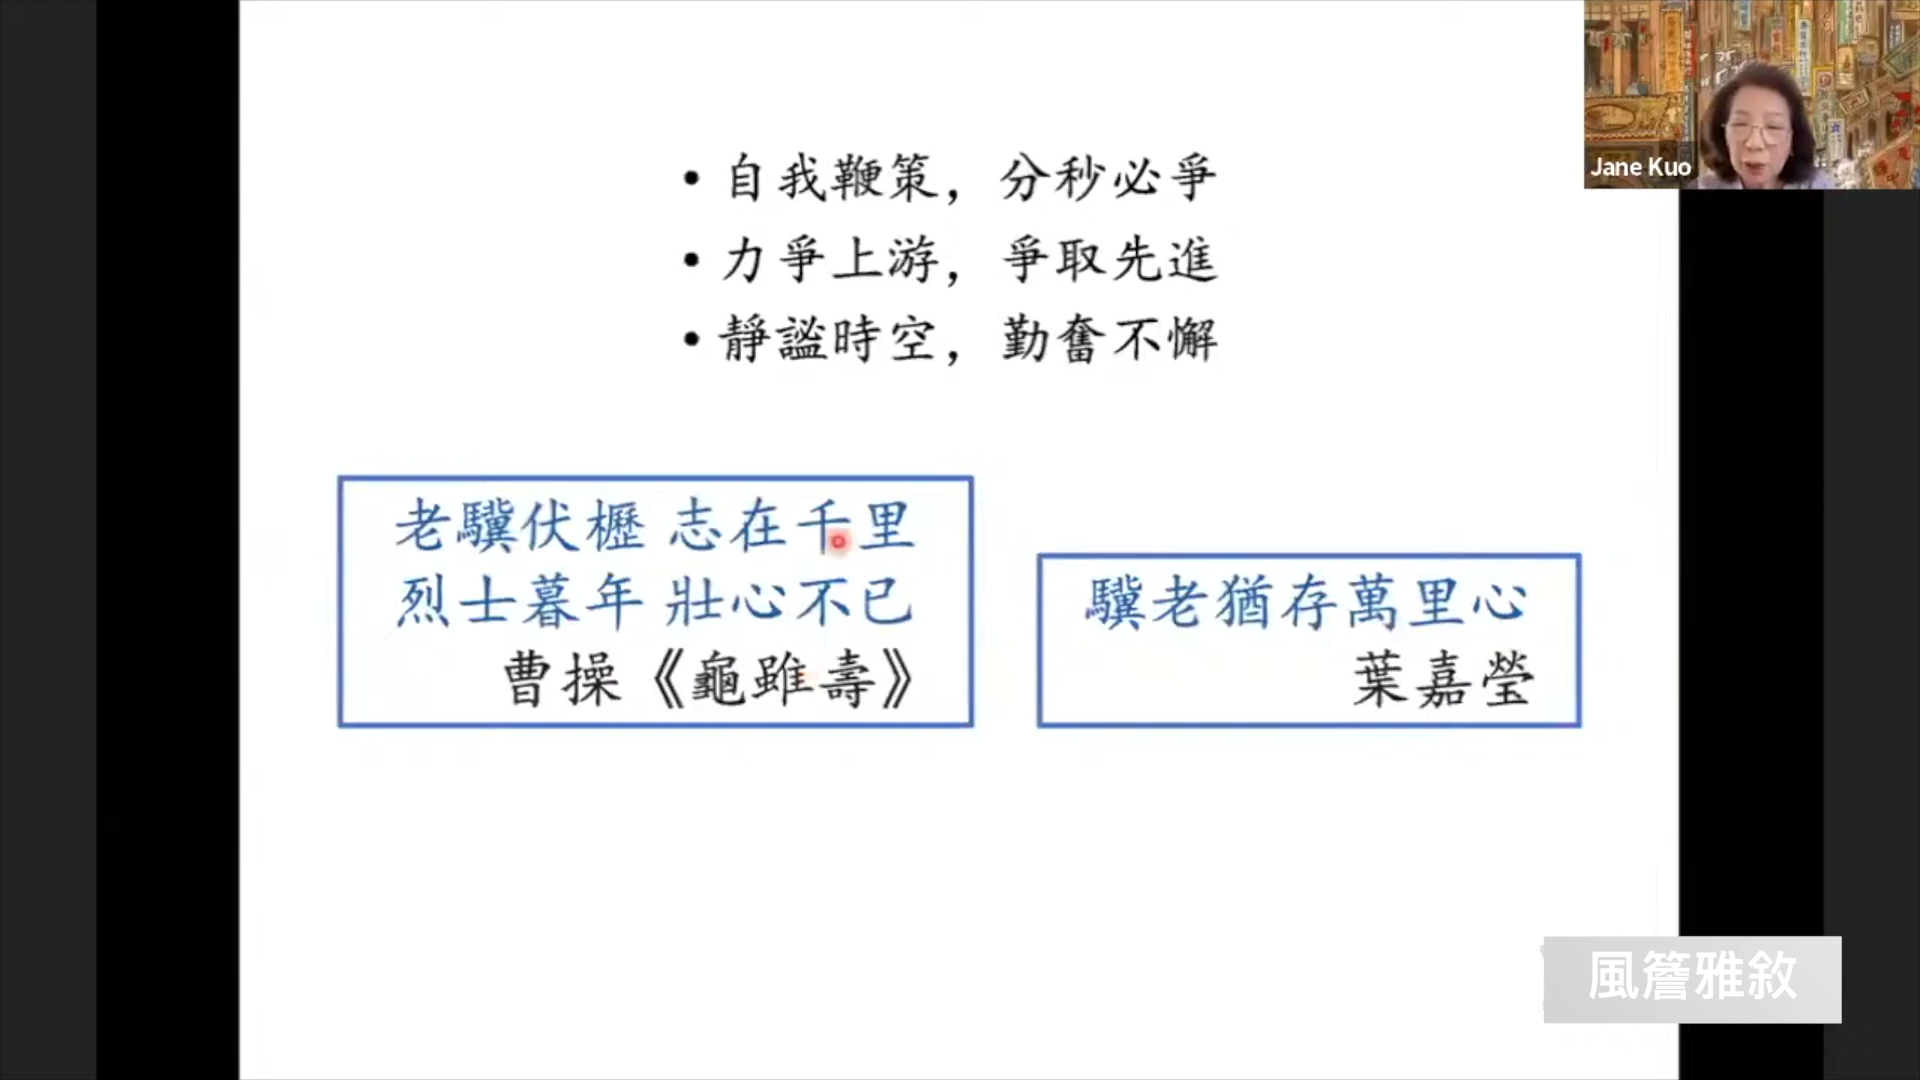 • 自我鞭策，分秒必爭
• 力爭上游，爭取先進
• 靜謐時空，勤奮不懈
老驥伏櫪 志在千里
烈士暮年 壯心不已
曹操《龜雖壽》
驥老猶存萬里心
葉嘉瑩
Jane Kuo
風簷雅敘